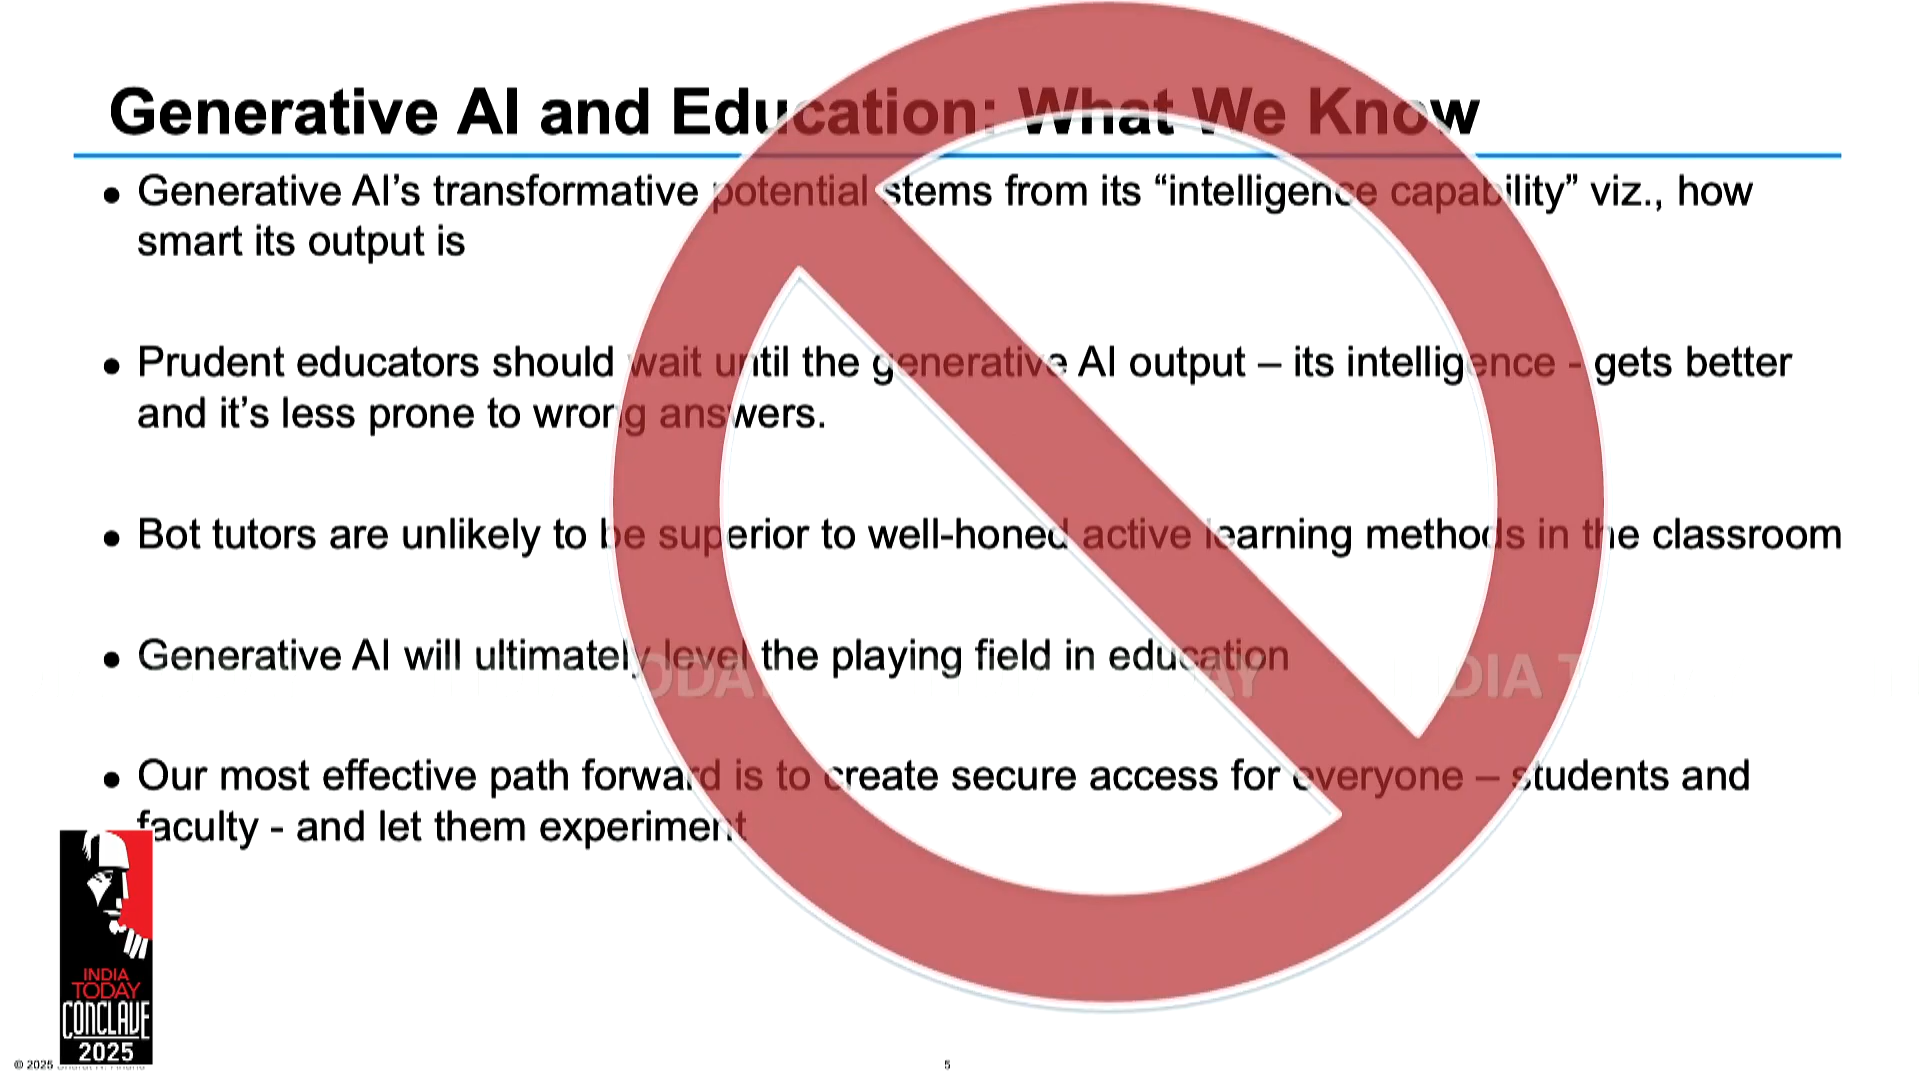 Generative AI and Education: What We Know
• Generative AI’s transformative potential stems from its “intelligence capability” viz., how
smart its output is
• Prudent educators should wait until the generative AI output – its intelligence - gets better
and it’s less prone to wrong answers.
• Bot tutors are unlikely to be superior to well-honed active learning methods in the classroom
• Generative AI will ultimately level the playing field in education
ODAY
AY
DIA T
• Our most effective path forward is to create secure access for everyone – students and
faculty - and let them experiment
INDIA
TODAY
CONCLAVE
2025
© 2025
5